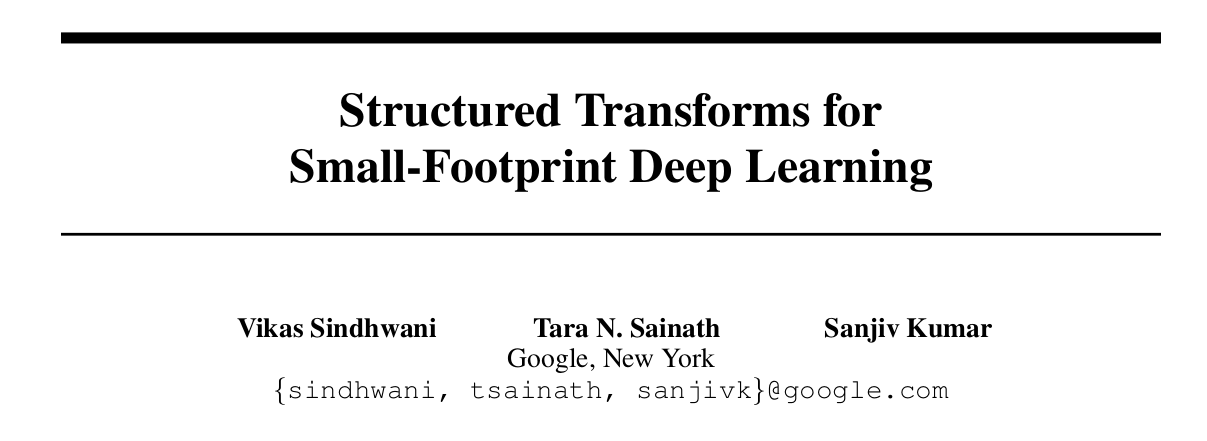 Structured Transforms for
Small-Footprint Deep Learning
Vikas Sindhwani Tara N. Sainath Sanjiv Kumar
Google, New York
{sindhwani, tsainath, sanjivk}@google.com